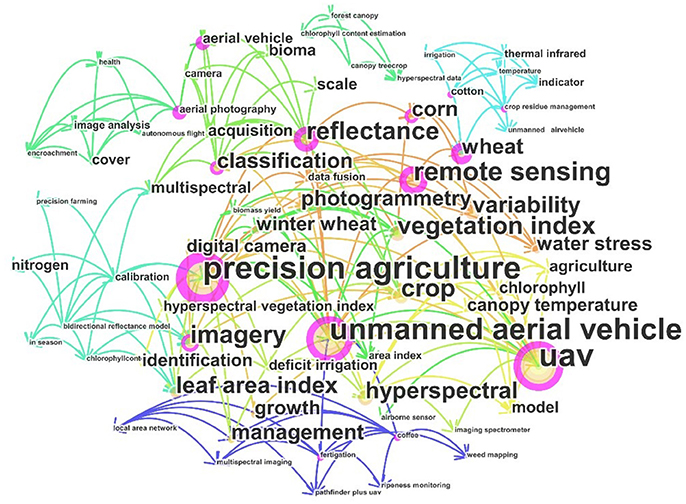 forest canopy
aerial vehicle
chlorophyll content estimation
bioma
irrigation
thermal infrared
health
canopy treecrop
camera
temperature
hyperspectral data
scale
indicator
cotton
aerial photography
corn
crop residue management
image analysis
autonomous flight
acquisition
reflectance
unmanned airvehicle
wheat
encroachment
cover
classification
data fusion
remote sensing
multispectral
precision farming
biomass yield
photogrammetry
variability
winter wheat
vegetation index
digital camera
water stress
nitrogen
calibration
precision agriculture
agriculture
crop
chlorophyll
hyperspectral vegetation index
canopy temperature
bidirectional reflectance model
imagery
unmanned aerial vehicle
in season
chlorophyllcont
identification
deficit irrigation
area index
uav
leaf area index
hyperspectral
growth
model
airborne sensor
local area network
management
coffoo
imaging spectrometer
multispectral imaging
fertigation
weed mapping
pathfinder plus uav
ripeness monitoring